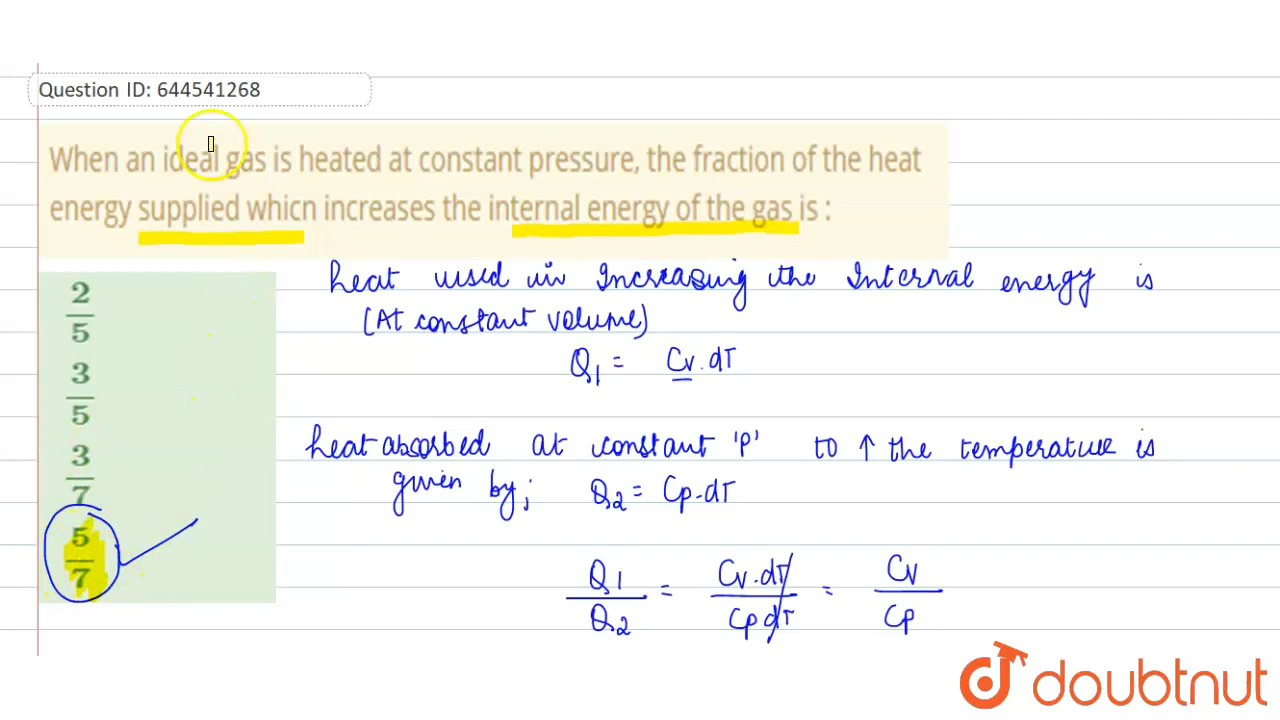 Question ID: 644541268
When an ideal gas is heated at constant pressure, the fraction of the heat
energy supplied which increases the internal energy of the gas is :
2
5
3
5
3
7
5
7
heat used in Increasing the Internal energy is
(At constant volume)
Q1 = Cv.dT
heat absorbed at constant 'P' to ↑ the temperature is
given by; Q2 = Cp.dT
Q1/Q2 = Cv.dT/CpdT = Cv/Cp
doubtnut